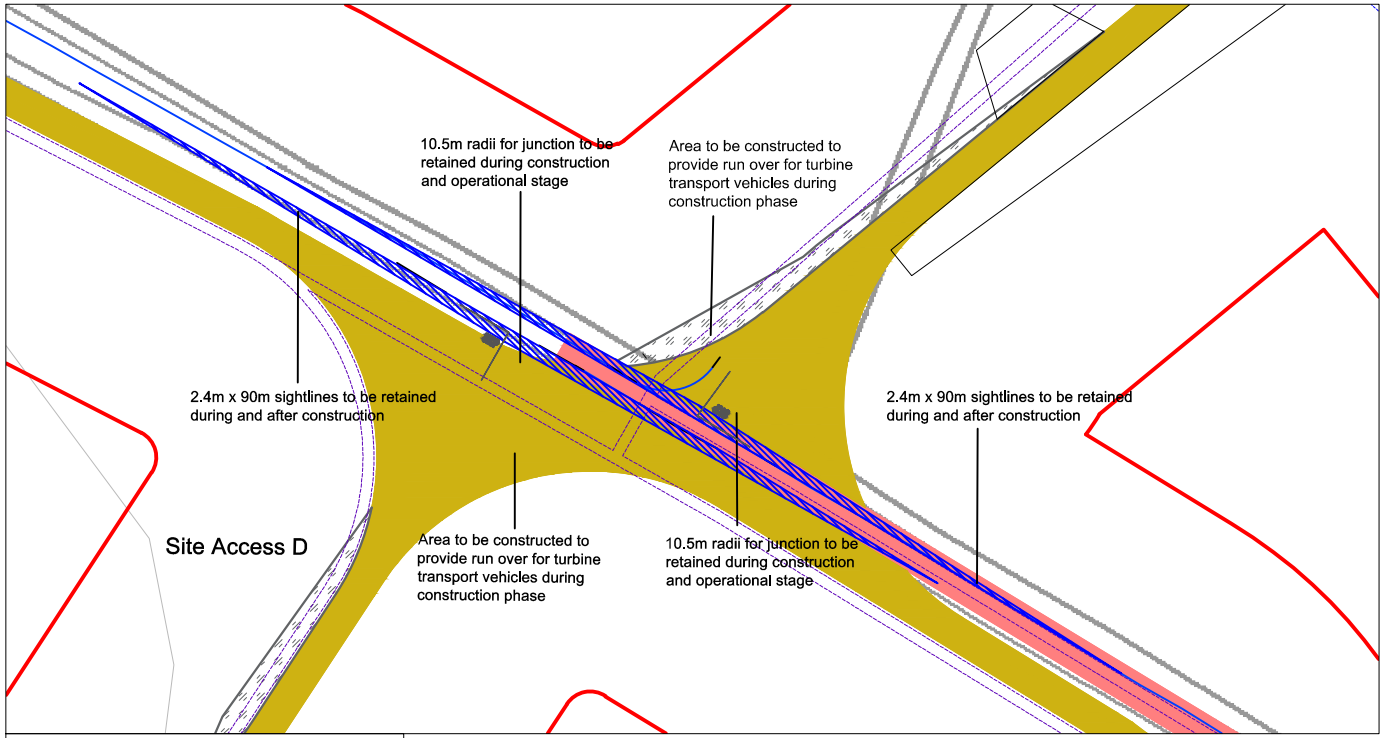 10.5m radii for junction to be
retained during construction
and operational stage
Area to be constructed to
provide run over for turbine
transport vehicles during
construction phase
2.4m x 90m sightlines to be retained
during and after construction
2.4m x 90m sightlines to be retained
during and after construction
Site Access D
Area to be constructed to
provide run over for turbine
transport vehicles during
construction phase
10.5m radii for junction to be
retained during construction
and operational stage